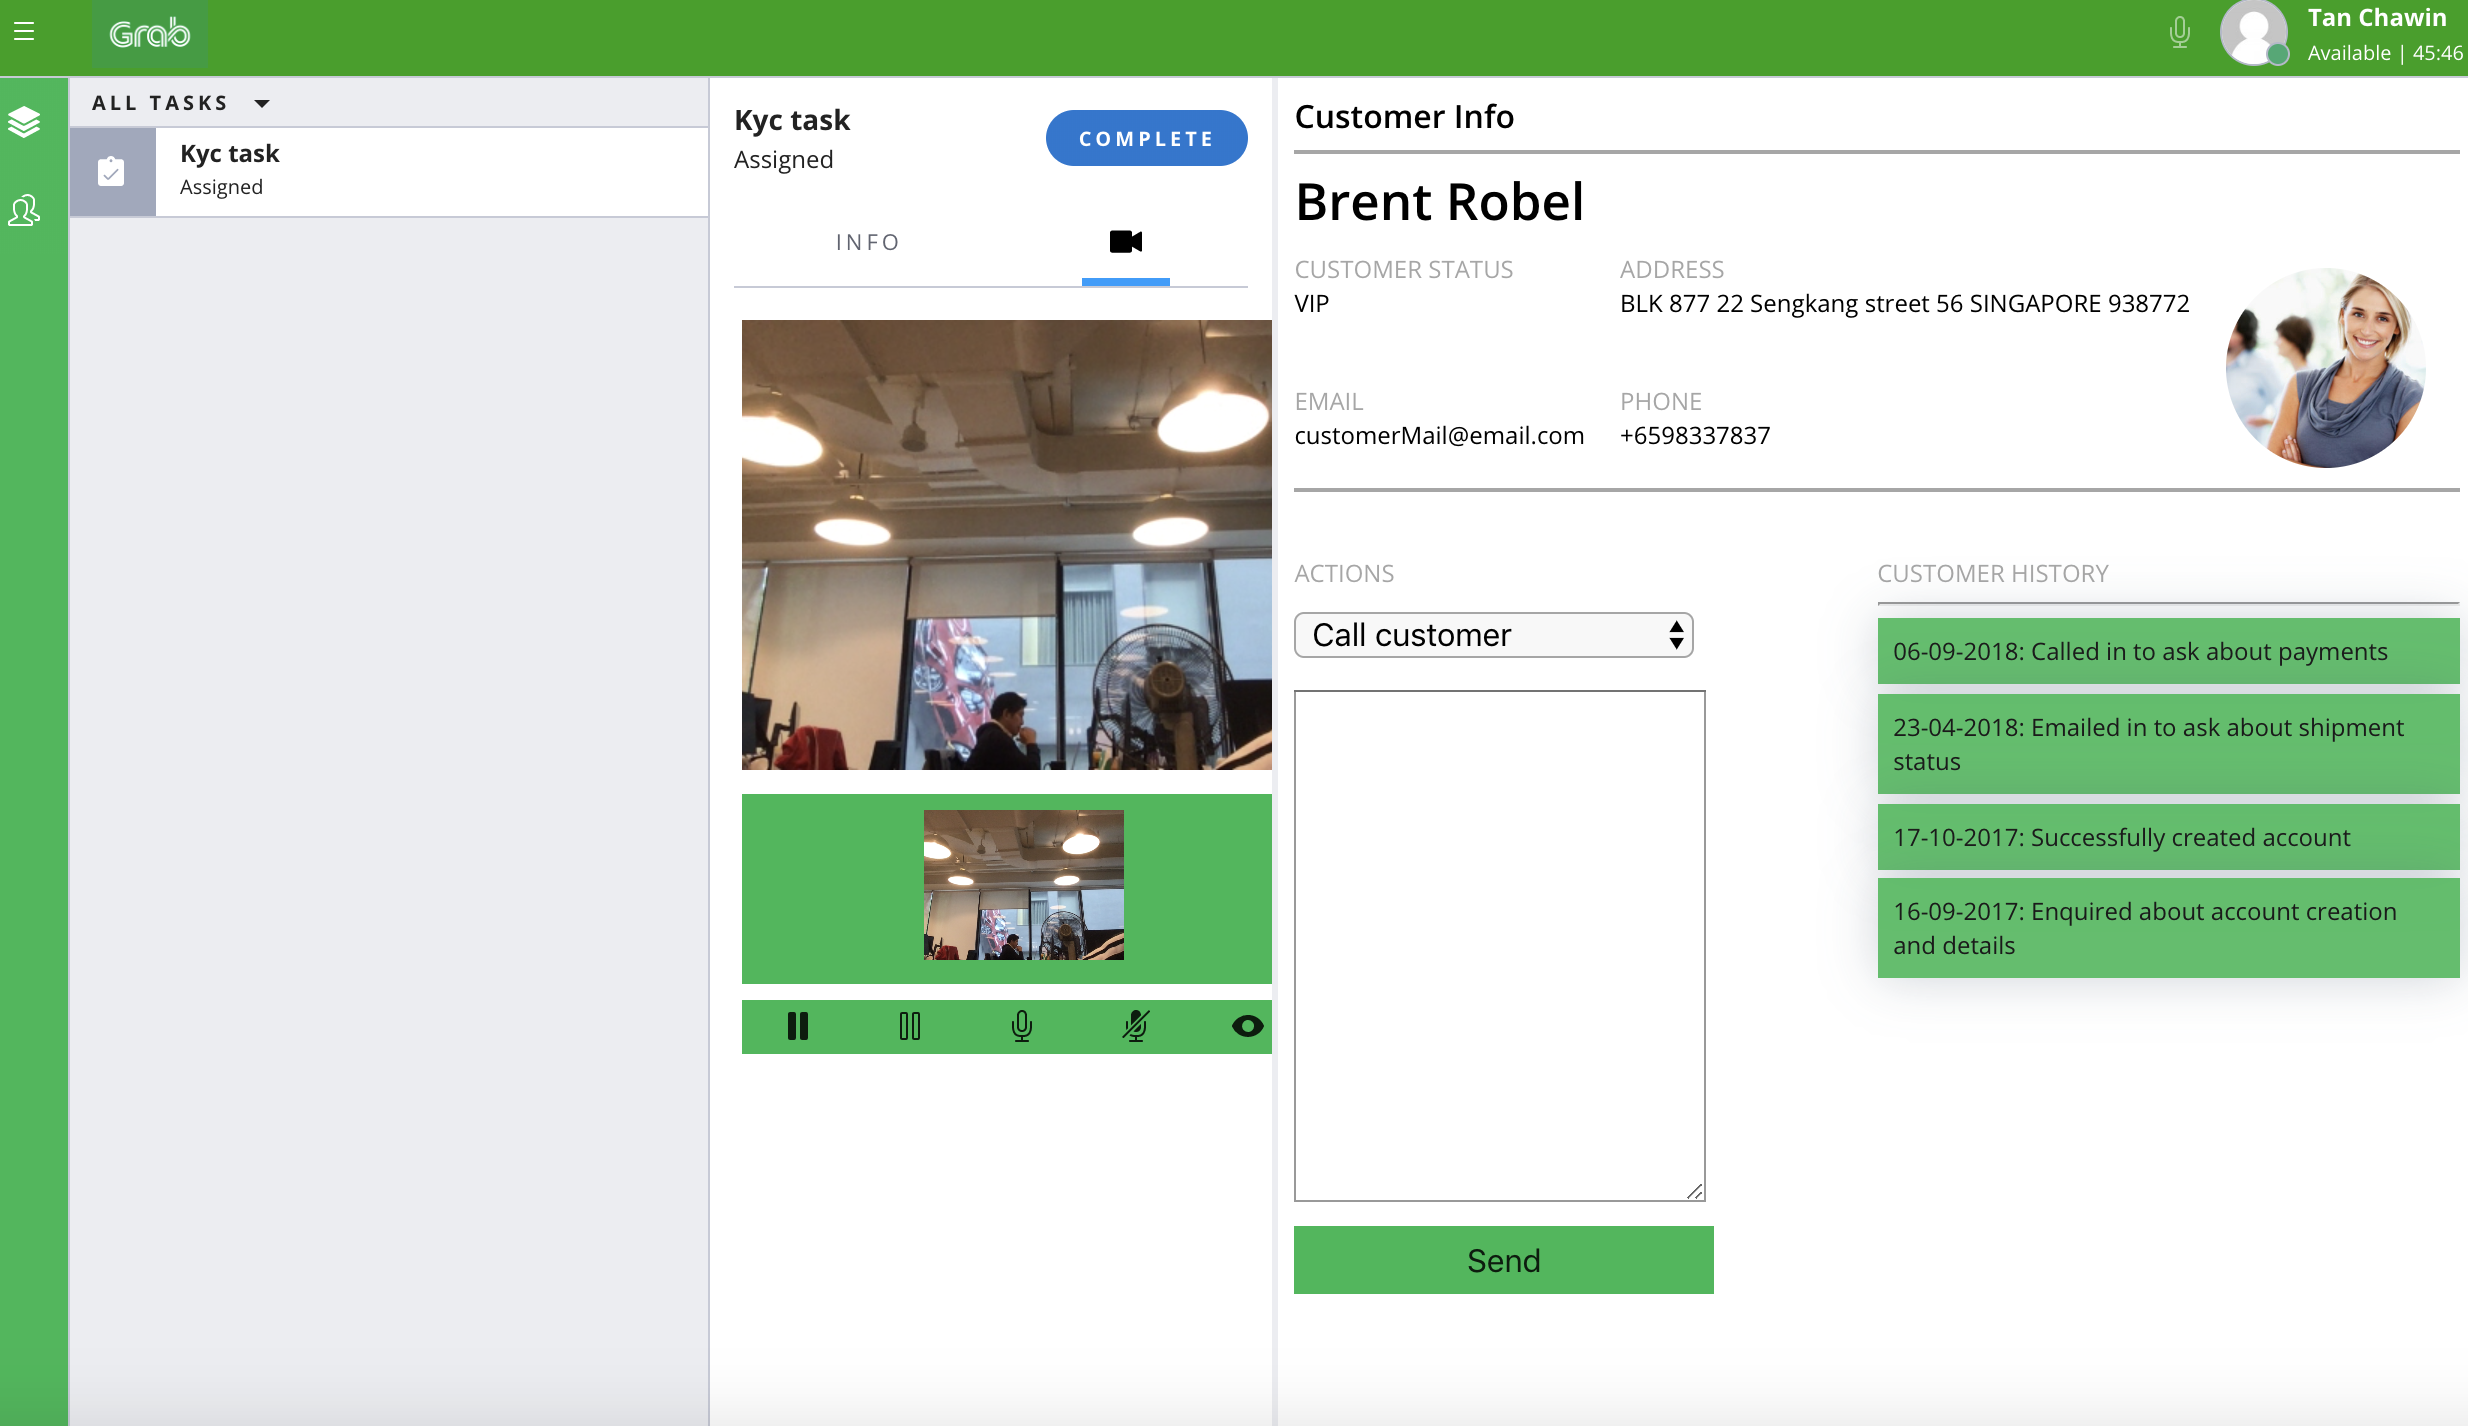 Grab
Tan Chawin
Available | 45:46
ALL TASKS
Kyc task
Assigned
Kyc task
Assigned
COMPLETE
INFO
Customer Info
Brent Robel
CUSTOMER STATUS
VIP
ADDRESS
BLK 877 22 Sengkang street 56 SINGAPORE 938772
EMAIL
customerMail@email.com
PHONE
+6598337837
ACTIONS
Call customer
Send
CUSTOMER HISTORY
06-09-2018: Called in to ask about payments
23-04-2018: Emailed in to ask about shipment
status
17-10-2017: Successfully created account
16-09-2017: Enquired about account creation
and details